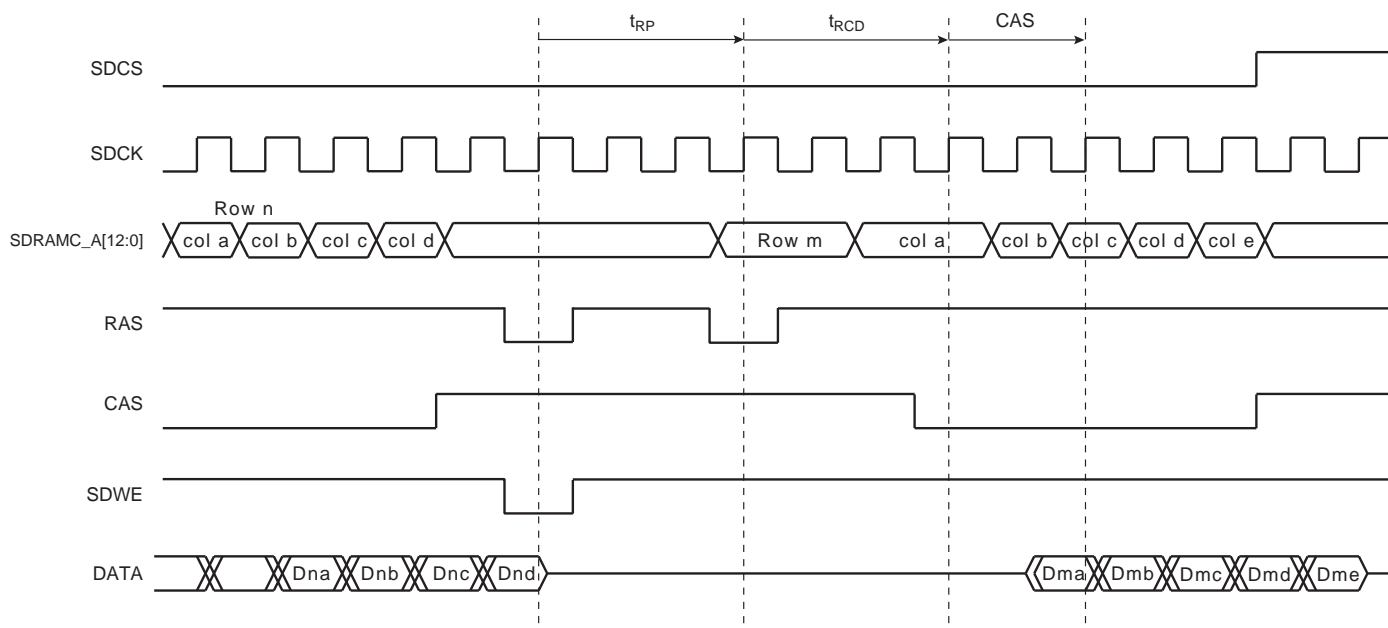 tRP tRCD CAS
SDCS
SDCK
Row n
SDRAMC_A[12:0] col a col b col c col d Row m col a col b col c col d col e
RAS
CAS
SDWE
DATA Dna Dnb Dnc Dnd Dma Dmb Dmc Dmd Dme